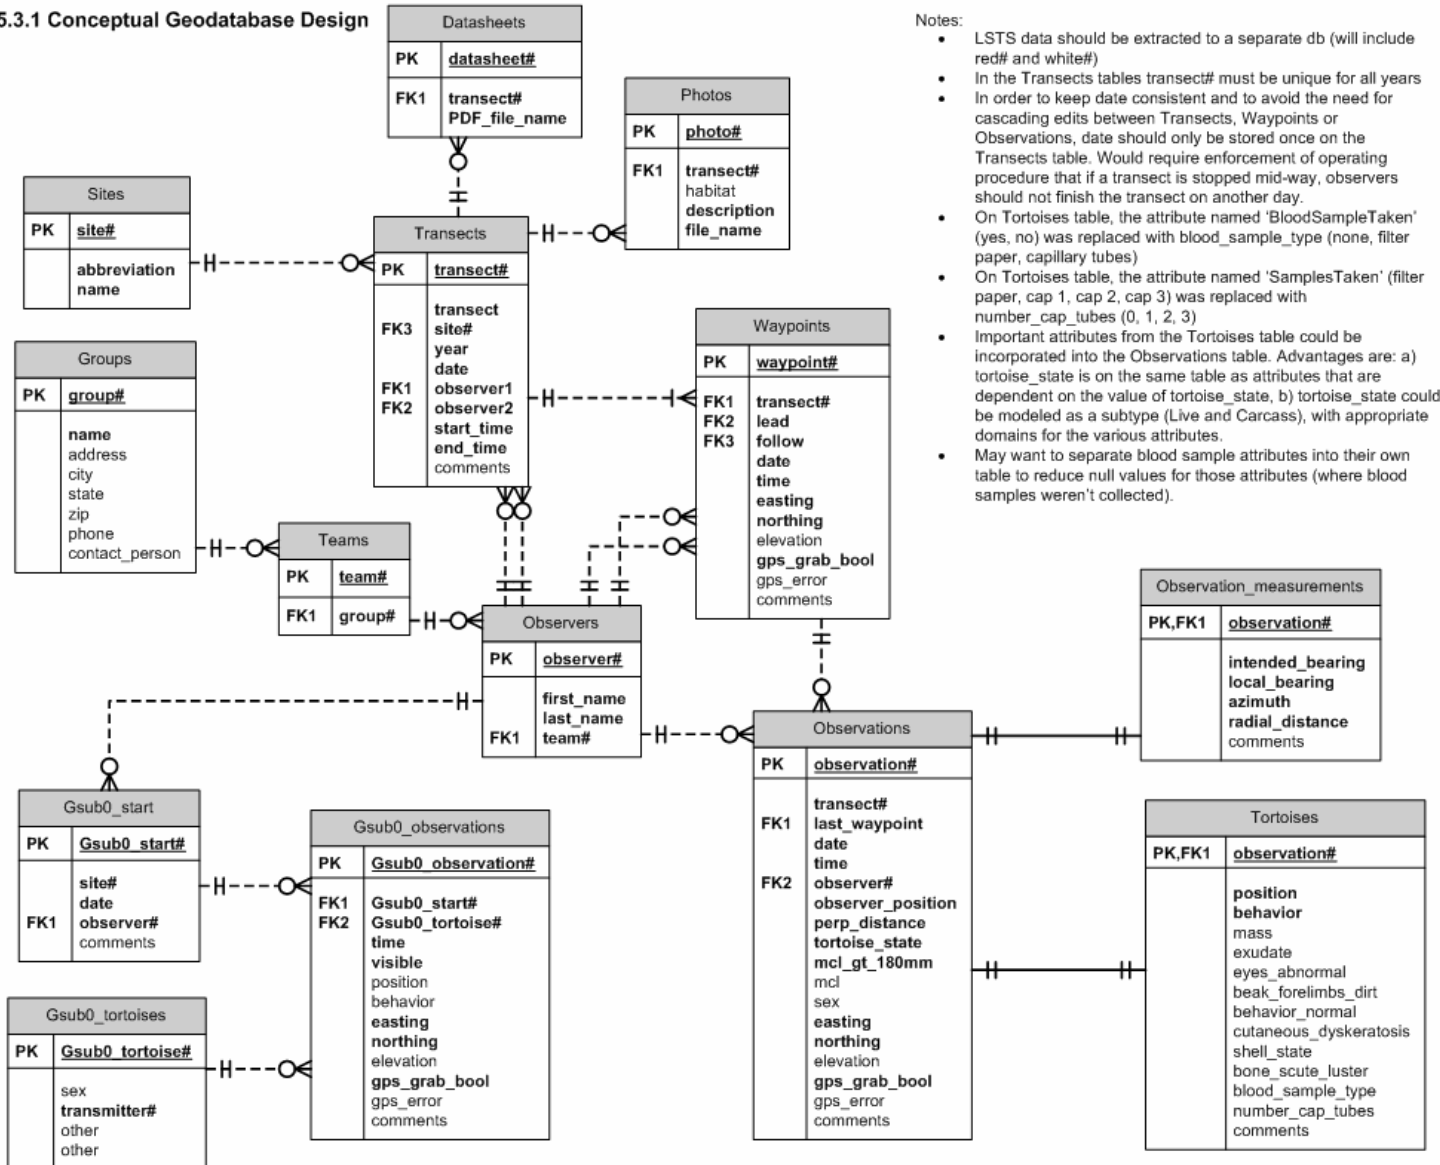 5.3.1 Conceptual Geodatabase Design
Datasheets
PK datasheet#
FK1 transect#
PDF_file_name
Photos
PK photo#
FK1 transect#
habitat
description
file_name
Notes:
• LSTS data should be extracted to a separate db (will include
red# and white#)
• In the Transects tables transect# must be unique for all years
• In order to keep date consistent and to avoid the need for
cascading edits between Transects, Waypoints or
Observations, date should only be stored once on the
Transects table. Would require enforcement of operating
procedure that if a transect is stopped mid-way, observers
should not finish the transect on another day.
• On Tortoises table, the attribute named ‘BloodSampleTaken’
(yes, no) was replaced with blood_sample_type (none, filter
paper, capillary tubes)
• On Tortoises table, the attribute named ‘SamplesTaken’ (filter
paper, cap 1, cap 2, cap 3) was replaced with
number_cap_tubes (0, 1, 2, 3)
• Important attributes from the Tortoises table could be
incorporated into the Observations table. Advantages are: a)
tortoise_state is on the same table as attributes that are
dependent on the value of tortoise_state, b) tortoise_state could
be modeled as a subtype (Live and Carcass), with appropriate
domains for the various attributes.
• May want to separate blood sample attributes into their own
table to reduce null values for those attributes (where blood
samples weren’t collected).
Sites
PK site#
abbreviation
name
Transects
PK transect#
transect
FK3 site#
year
date
FK1 observer1
FK2 observer2
start_time
end_time
comments
Waypoints
PK waypoint#
FK1 transect#
FK2 lead
FK3 follow
date
time
easting
northing
elevation
gps_grab_bool
gps_error
comments
Groups
PK group#
name
address
city
state
zip
phone
contact_person
Teams
PK team#
FK1 group#
Observers
PK observer#
first_name
last_name
FK1 team#
Observation_measurements
PK,FK1 observation#
intended_bearing
local_bearing
azimuth
radial_distance
comments
Observations
PK observation#
transect#
FK1 last_waypoint
date
time
FK2 observer#
observer_position
perp_distance
tortoise_state
mcl_gt_180mm
mcl
sex
easting
northing
elevation
gps_grab_bool
gps_error
comments
Tortoises
PK,FK1 observation#
position
behavior
mass
exudate
eyes_abnormal
beak_forelimbs_dirt
behavior_normal
cutaneous_dyskeratosis
shell_state
bone_scute_luster
blood_sample_type
number_cap_tubes
comments
Gsub0_start
PK Gsub0_start#
site#
date
FK1 observer#
comments
Gsub0_observations
PK Gsub0_observation#
FK1 Gsub0_start#
FK2 Gsub0_tortoise#
time
visible
position
behavior
easting
northing
elevation
gps_grab_bool
gps_error
comments
Gsub0_tortoises
PK Gsub0_tortoise#
sex
transmitter#
other
other